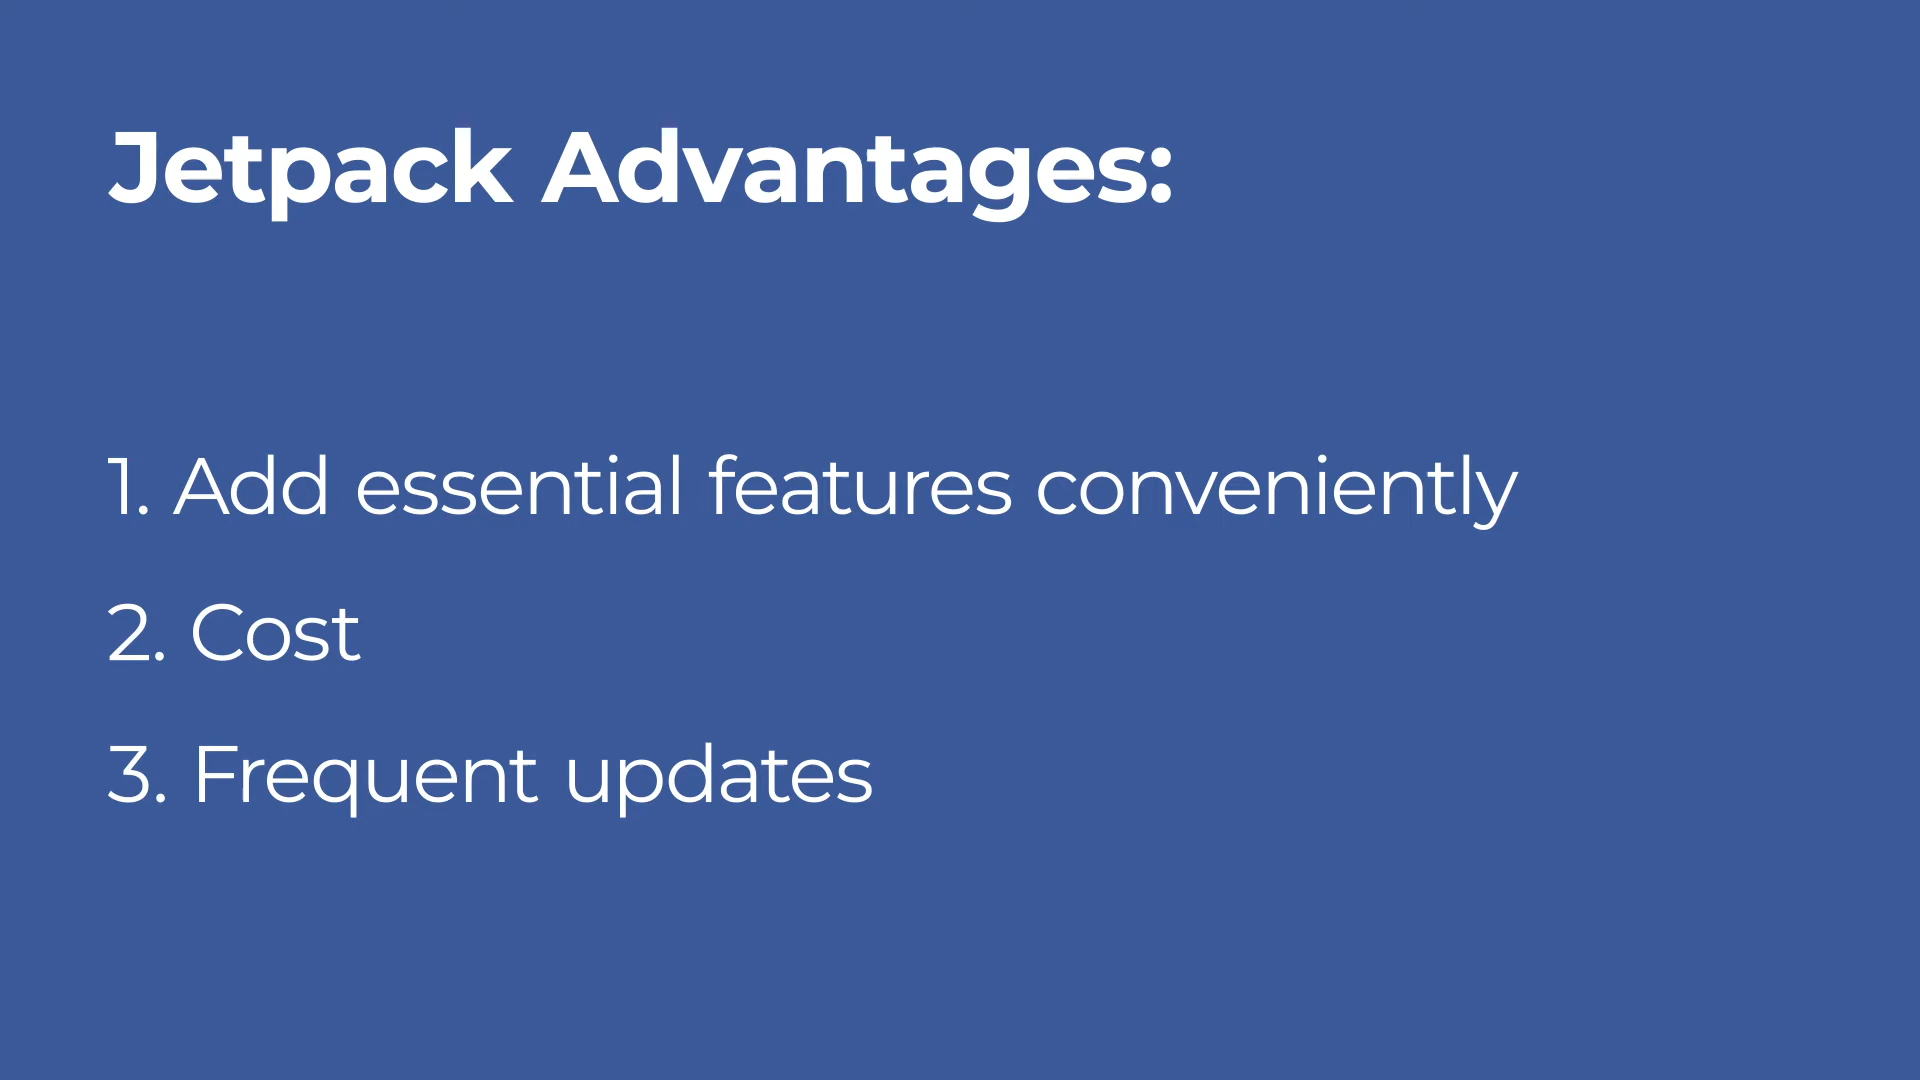 Jetpack Advantages:
1. Add essential features conveniently
2. Cost
3. Frequent updates